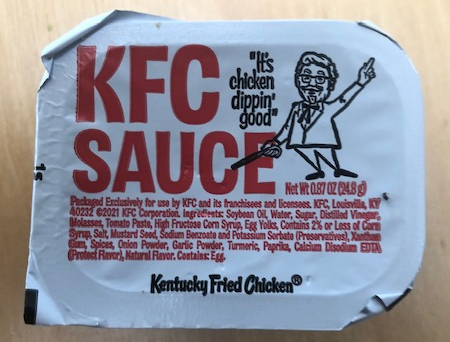 KFC
SAUCE
"It's
chicken
dippin'
good"
Net Wt 0.87 OZ (24.8 g)
Packaged Exclusively for use by KFC and its franchisees and licensees, KFC, Louisville, KY
40232 ©2021 KFC Corporation. Ingredients: Soybean Oil, Water, Sugar, Distilled Vinegar,
Molasses, Tomato Paste, High Fructose Corn Syrup, Egg Yolks, Contains 2% or Less of Corn
Syrup, Salt, Mustard Seed, Sodium Benzoate and Potassium Sorbate (Preservatives), Xanthan
Gum, Spices, Onion Powder, Garlic Powder, Turmeric, Paprika, Calcium Disodium EDTA
(Protect Flavor), Natural Flavor. Contains: Egg.
Kentucky Fried Chicken®